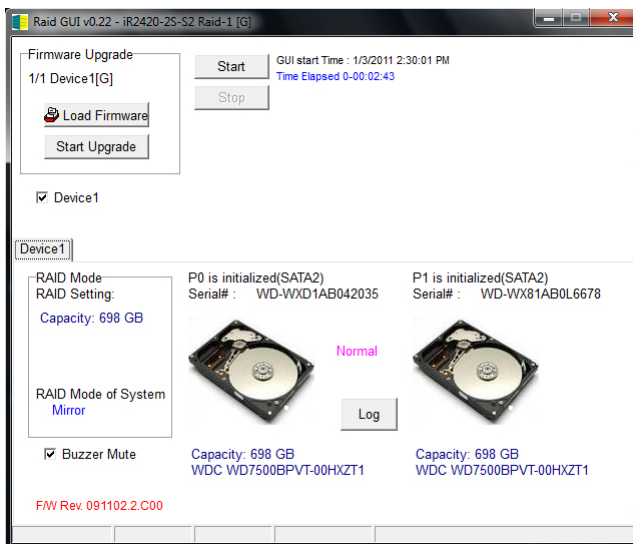 Raid GUI v0.22 - iR2420-2S-S2 Raid-1 [G]
Firmware Upgrade
1/1 Device1[G]
Load Firmware
Start Upgrade
Start
Stop
GUI start Time : 1/3/2011 2:30:01 PM
Time Elapsed 0-00:02:43
Device1
Device1
RAID Mode
RAID Setting:
Capacity: 698 GB
RAID Mode of System
Mirror
Buzzer Mute
F/W Rev. 091102.2.C00
P0 is initialized(SATA2)
Serial# : WD-WXD1AB042035
Normal
Log
Capacity: 698 GB
WDC WD7500BPVT-00HXZT1
P1 is initialized(SATA2)
Serial# : WD-WX81AB0L6678
Capacity: 698 GB
WDC WD7500BPVT-00HXZT1